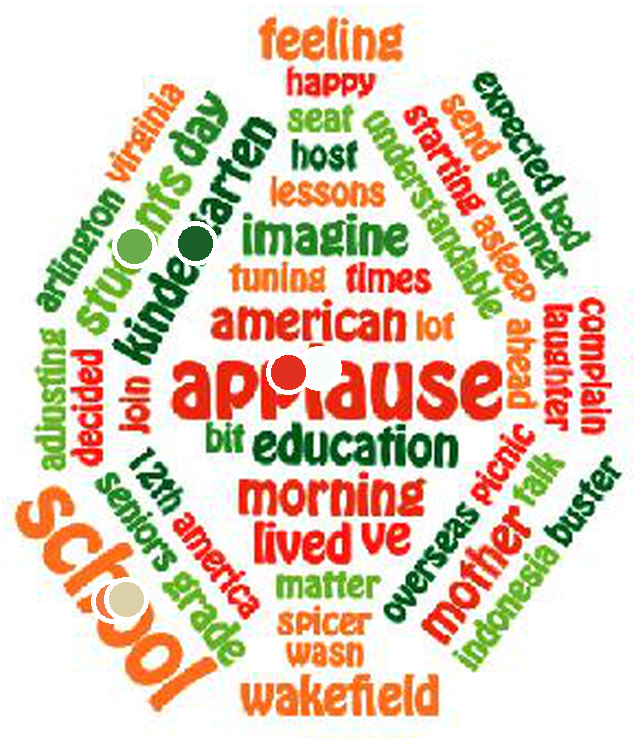 feeling
happy
seat
host
lessons
imagine
tuning times
american lot
applause
bit education
morning
lived ve
matter
spicer
wasn
wakefield
arlington virginia
students day
kindergarten
adjusting
decided
join
school
seniors grade
12th america
expected bed
send summer
starting asleep
understandable
ahead
laughter
complain
overseas picnic
mother talk
indonesia buster